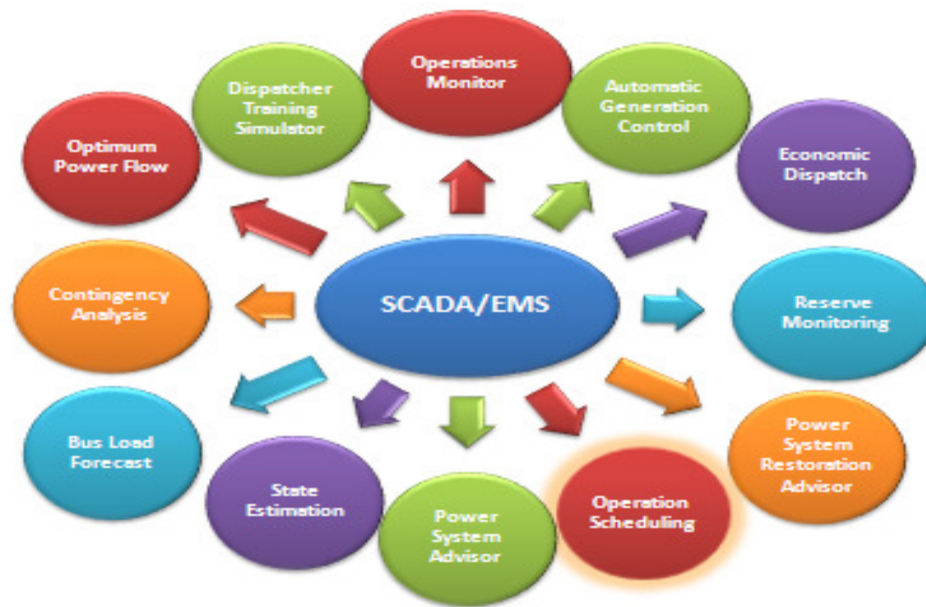 Operations
Monitor
Dispatcher
Training
Simulator
Automatic
Generation
Control
Optimum
Power Flow
Economic
Dispatch
SCADA/EMS
Contingency
Analysis
Reserve
Monitoring
Bus Load
Forecast
Power
System
Restoration
Advisor
State
Estimation
Operation
Scheduling
Power
System
Advisor